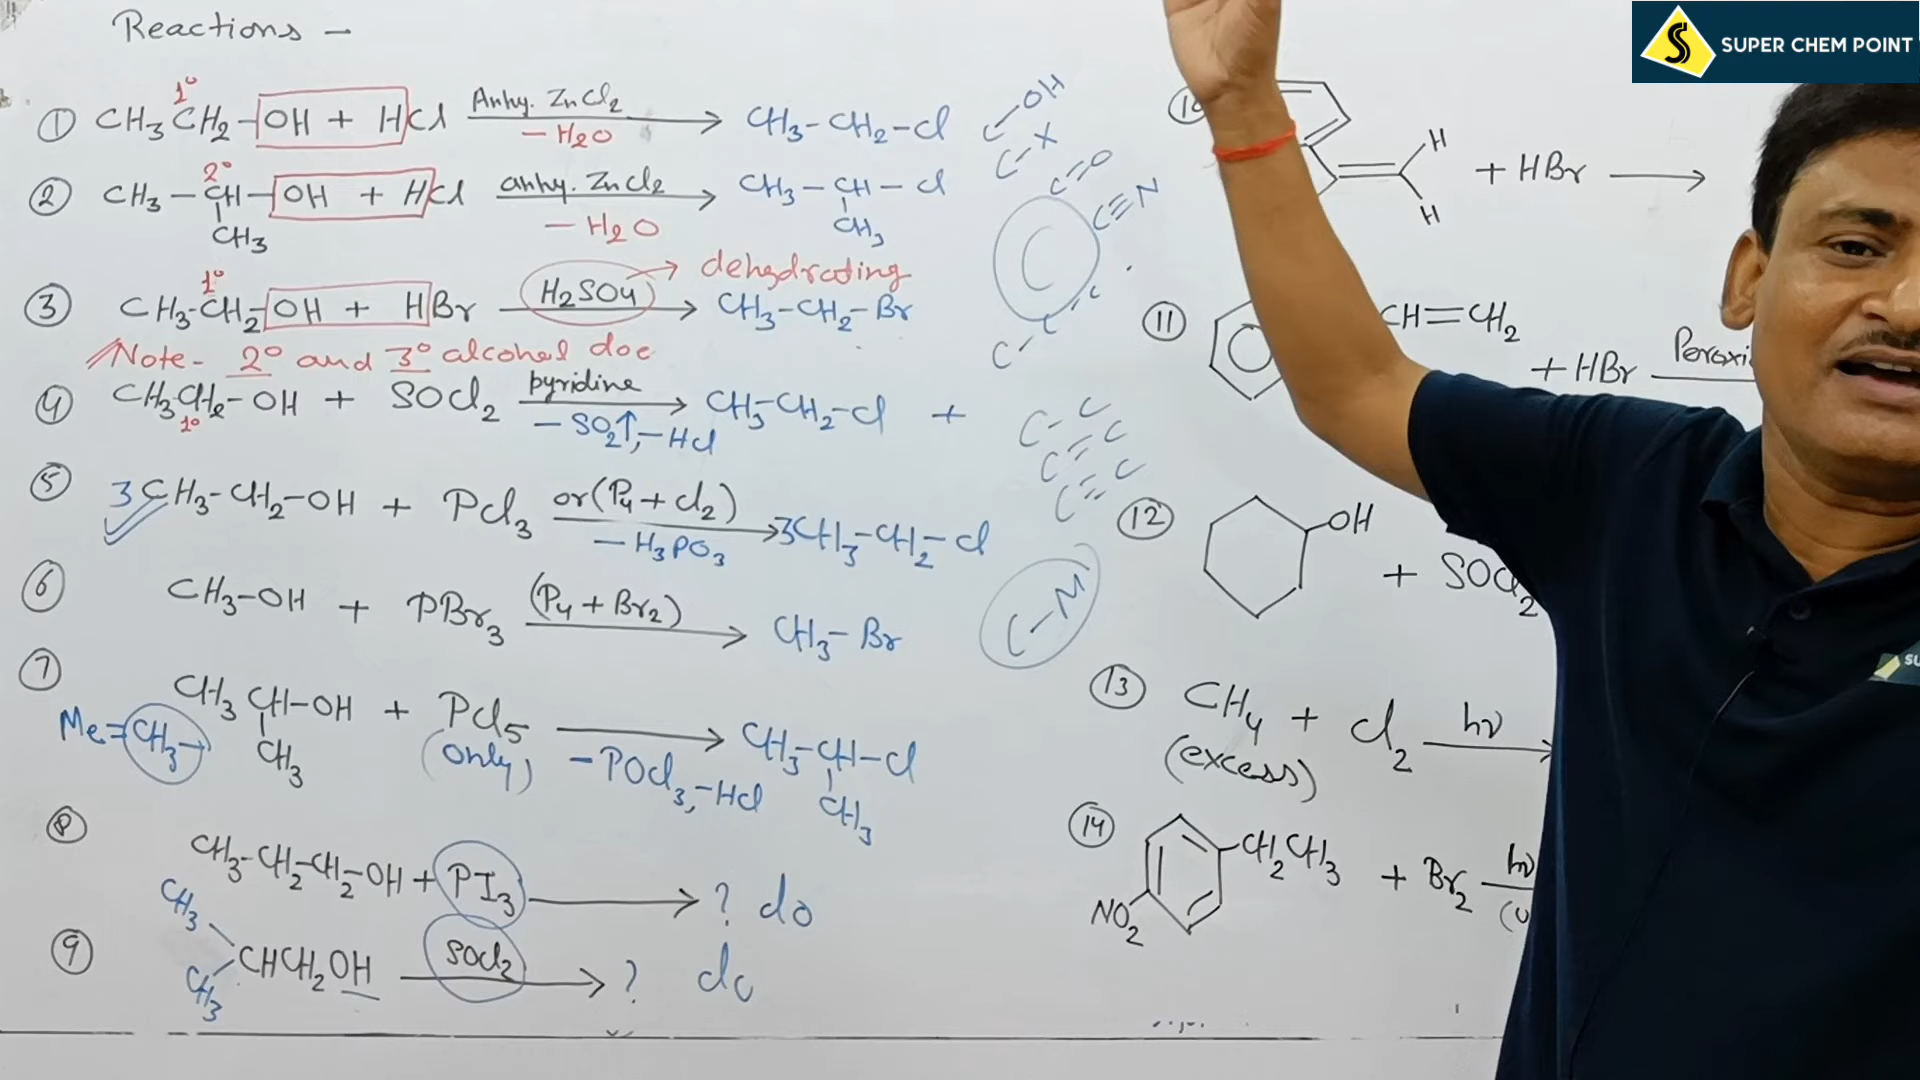 Reactions -
① CH3CH2-OH + HCl Anhy. ZnCl2 -H2O → CH3-CH2-Cl
1°
② CH3-CH-OH + HCl anhy. ZnCl2 -H2O → CH3-CH-Cl
2°
CH3 CH3
③ CH3-CH2-OH + HBr H2SO4 → CH3-CH2-Br
1°
→ dehydrating
Note- 2° and 3° alcohol doe
④ CH3CH2-OH + SOCl2 pyridine -SO2↑,-HCl → CH3-CH2-Cl +
1°
⑤ 3CH3-CH2-OH + PCl3 or (P4+Cl2) -H3PO3 → 3CH3-CH2-Cl
⑥ CH3-OH + PBr3 (P4+Br2) → CH3-Br
⑦ CH3CH-OH + PCl5 → CH3-CH-Cl
Me=CH3- CH3 (only) -POCl3,-HCl CH3
⑧ CH3-CH2-CH2-OH + PI3 → ? do
⑨ CH3
CHCH2OH SOCl2 → ? do
CH3
C-OH
C-X
C=O
C≡N
C
C-C
C-C
C=C
C≡C
C-M
H
+ HBr →
H
⑪ CH=CH2
+ HBr
⑫ OH
+ SOCl2
⑬ CH4 + Cl2 hν →
(excess)
⑭ CH2CH3 + Br2 hν
NO2
SUPER CHEM POINT